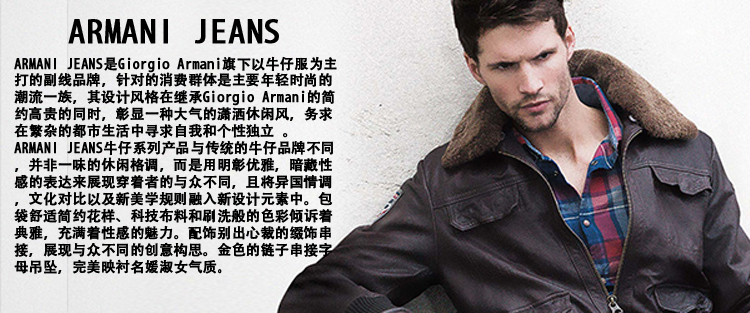 ARMANI JEANS
ARMANI JEANS是Giorgio Armani旗下以牛仔服为主
打的副线品牌，针对的消费群体是主要年轻时尚的
潮流一族，其设计风格在继承Giorgio Armani的简
约高贵的同时，彰显一种大气的潇洒休闲风，务求
在繁杂的都市生活中寻求自我和个性独立 。
ARMANI JEANS牛仔系列产品与传统的牛仔品牌不同
，并非一味的休闲格调，而是用明彰优雅，暗藏性
感的表达来展现穿着者的与众不同，且将异国情调
，文化对比以及新美学规则融入新设计元素中。包
袋舒适简约花样、科技布料和刷洗般的色彩倾诉着
典雅，充满着性感的魅力。配饰别出心裁的缀饰串
接，展现与众不同的创意构思。金色的链子串接字
母吊坠，完美映衬名媛淑女气质。